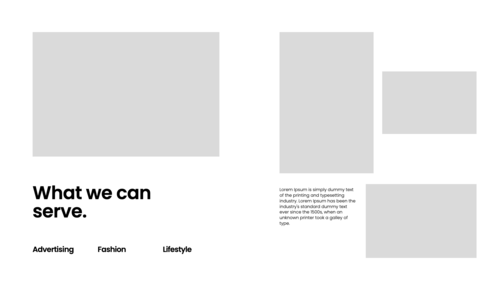 What we can
serve.
Advertising Fashion Lifestyle
Lorem Ipsum is simply dummy text
of the printing and typesetting
industry. Lorem Ipsum has been the
industry's standard dummy text
ever since the 1500s, when an
unknown printer took a galley of
type.